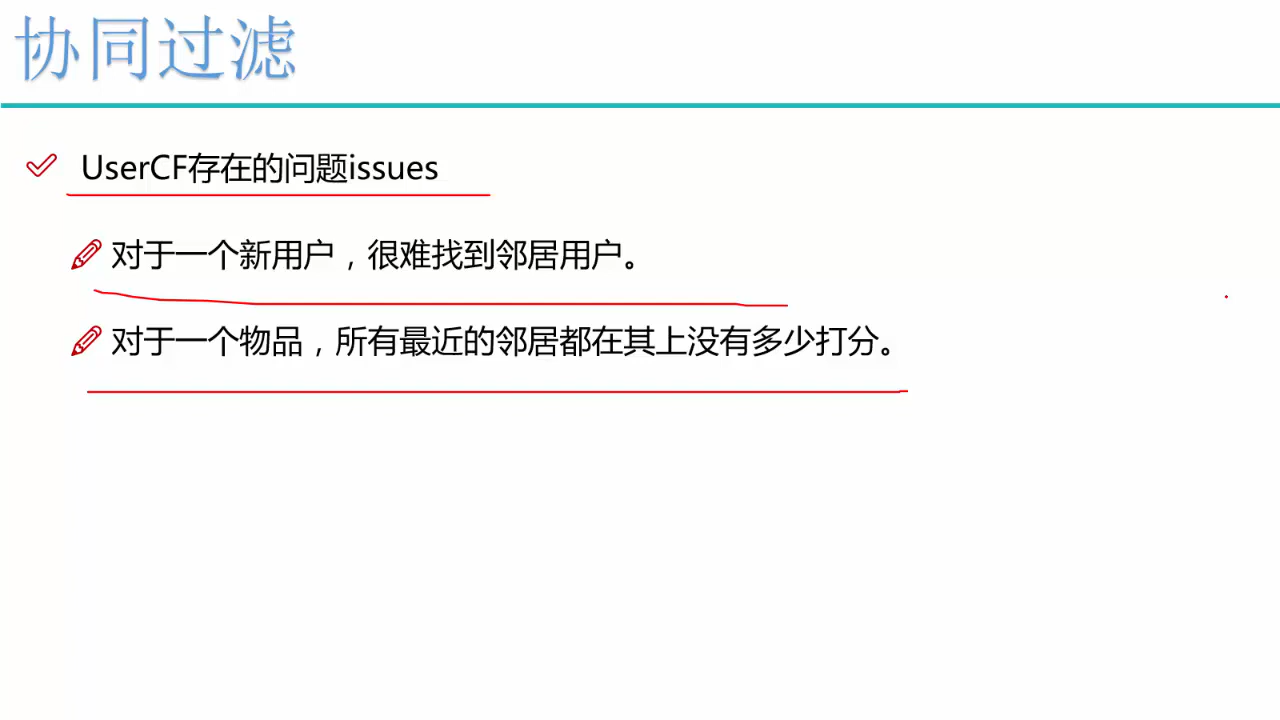 协同过滤
UserCF存在的问题issues
对于一个新用户，很难找到邻居用户。
对于一个物品，所有最近的邻居都在其上没有多少打分。